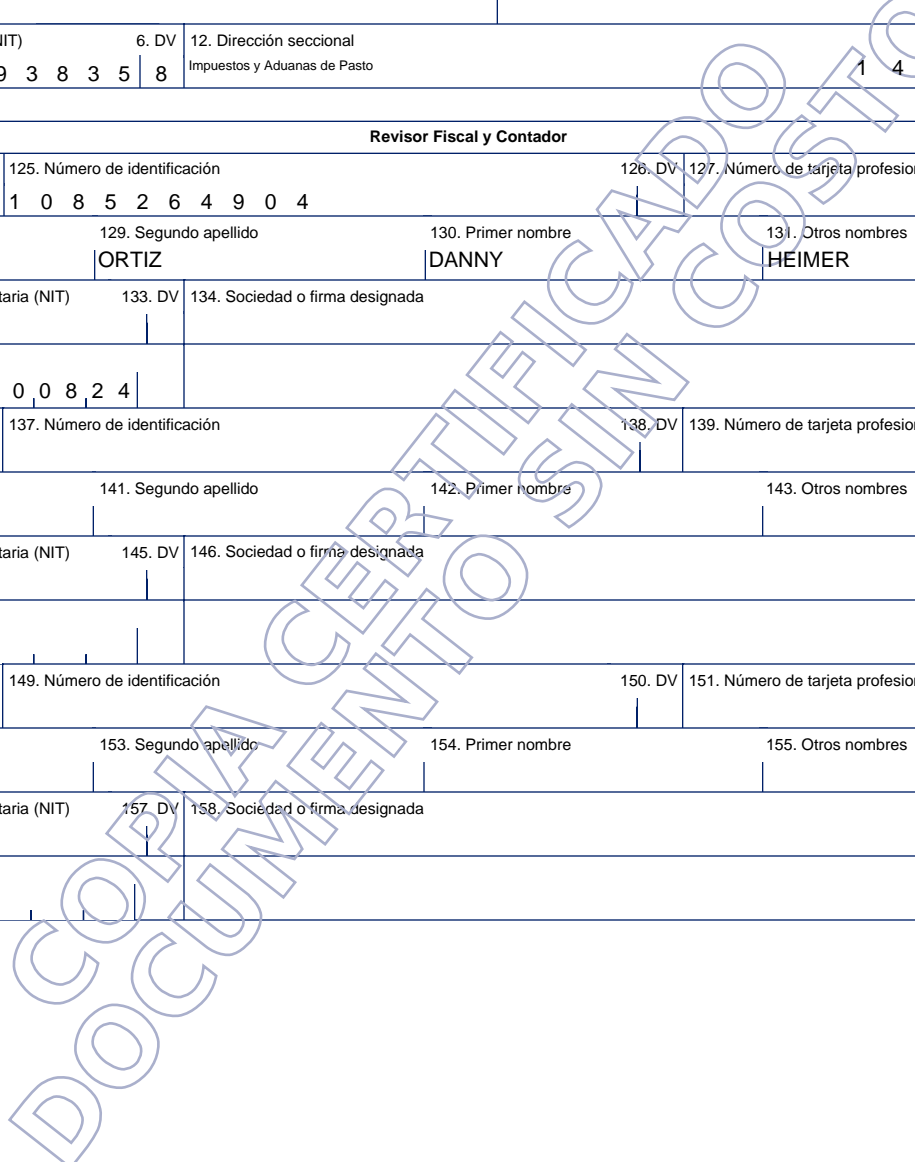 NIT) 6. DV 12. Dirección seccional
9 3 8 3 5 8 Impuestos y Aduanas de Pasto 1 4
Revisor Fiscal y Contador
125. Número de identificación 126. DV 127. Número de tarjeta profesion
1 0 8 5 2 6 4 9 0 4
129. Segundo apellido 130. Primer nombre 131. Otros nombres
ORTIZ DANNY HEIMER
taria (NIT) 133. DV 134. Sociedad o firma designada
0 0 8 2 4
137. Número de identificación 138. DV 139. Número de tarjeta profesion
141. Segundo apellido 142. Primer nombre 143. Otros nombres
taria (NIT) 145. DV 146. Sociedad o firma designada
149. Número de identificación 150. DV 151. Número de tarjeta profesion
153. Segundo apellido 154. Primer nombre 155. Otros nombres
taria (NIT) 157. DV 158. Sociedad o firma designada
COPIA CERTIFICADO
DOCUMENTO SIN COSTO